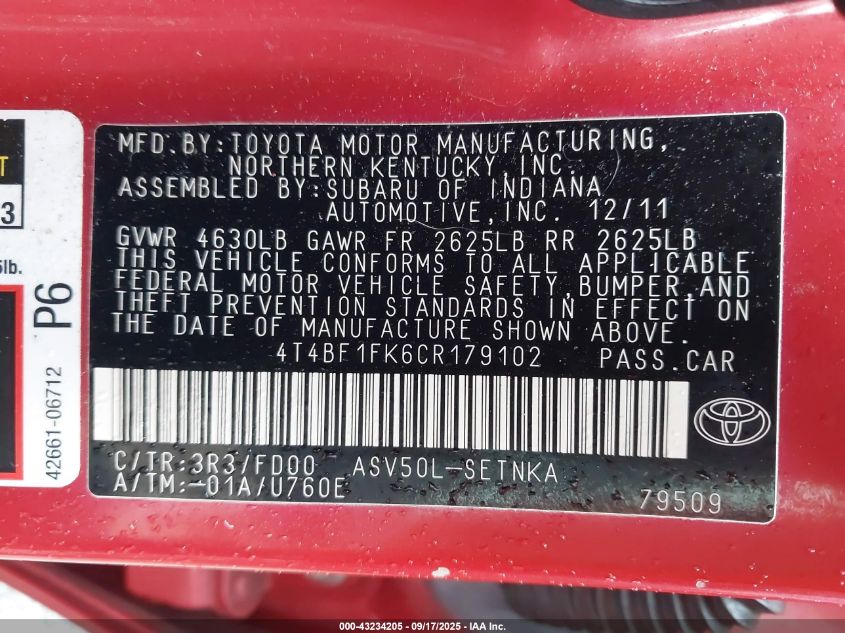 T
3
5lb.
P6
42661-06712
MFD.BY:TOYOTA MOTOR MANUFACTURING,
NORTHERN KENTUCKY,INC.
ASSEMBLED BY:SUBARU OF INDIANA
AUTOMOTIVE,INC. 12/11
GVWR 4630LB GAWR FR 2625LB RR 2625LB
THIS VEHICLE CONFORMS TO ALL APPLICABLE
FEDERAL MOTOR VEHICLE SAFETY,BUMPER,AND
THEFT PREVENTION STANDARDS IN EFFECT ON
THE DATE OF MANUFACTURE SHOWN ABOVE.
4T4BF1FK6CR179102 PASS.CAR
C/TR:3R3/FD00 ASV50L-SETNKA
A/TM:-01A/U760E
79509
000-43234205 - 09/17/2025 - IAA Inc.